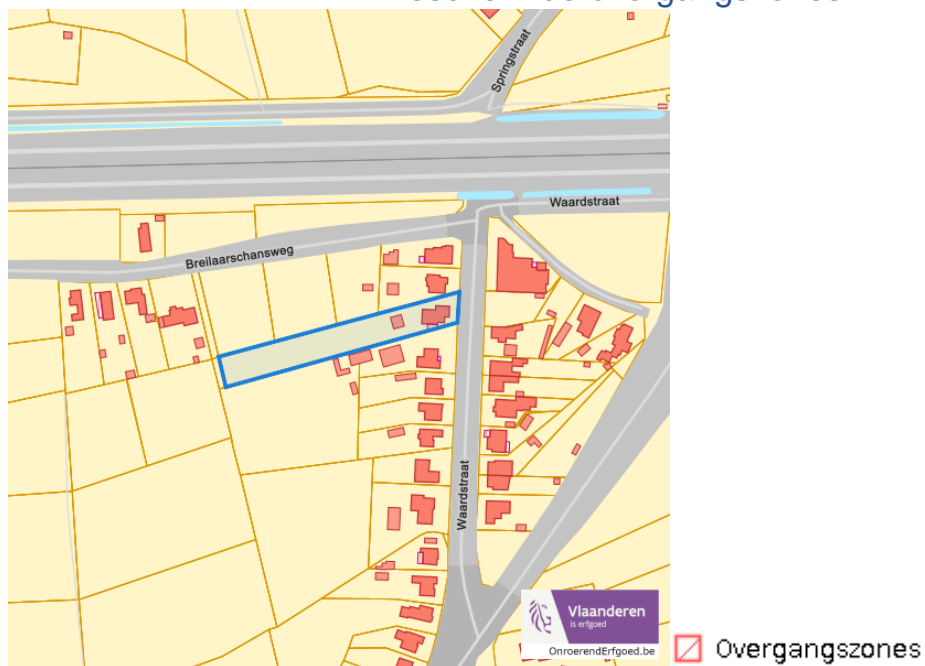 Springstraat
Waardstraat
Breilaarschansweg
Waardstraat
Vlaanderen
is erfgoed
OnroerendErfgoed.be
Overgangszones